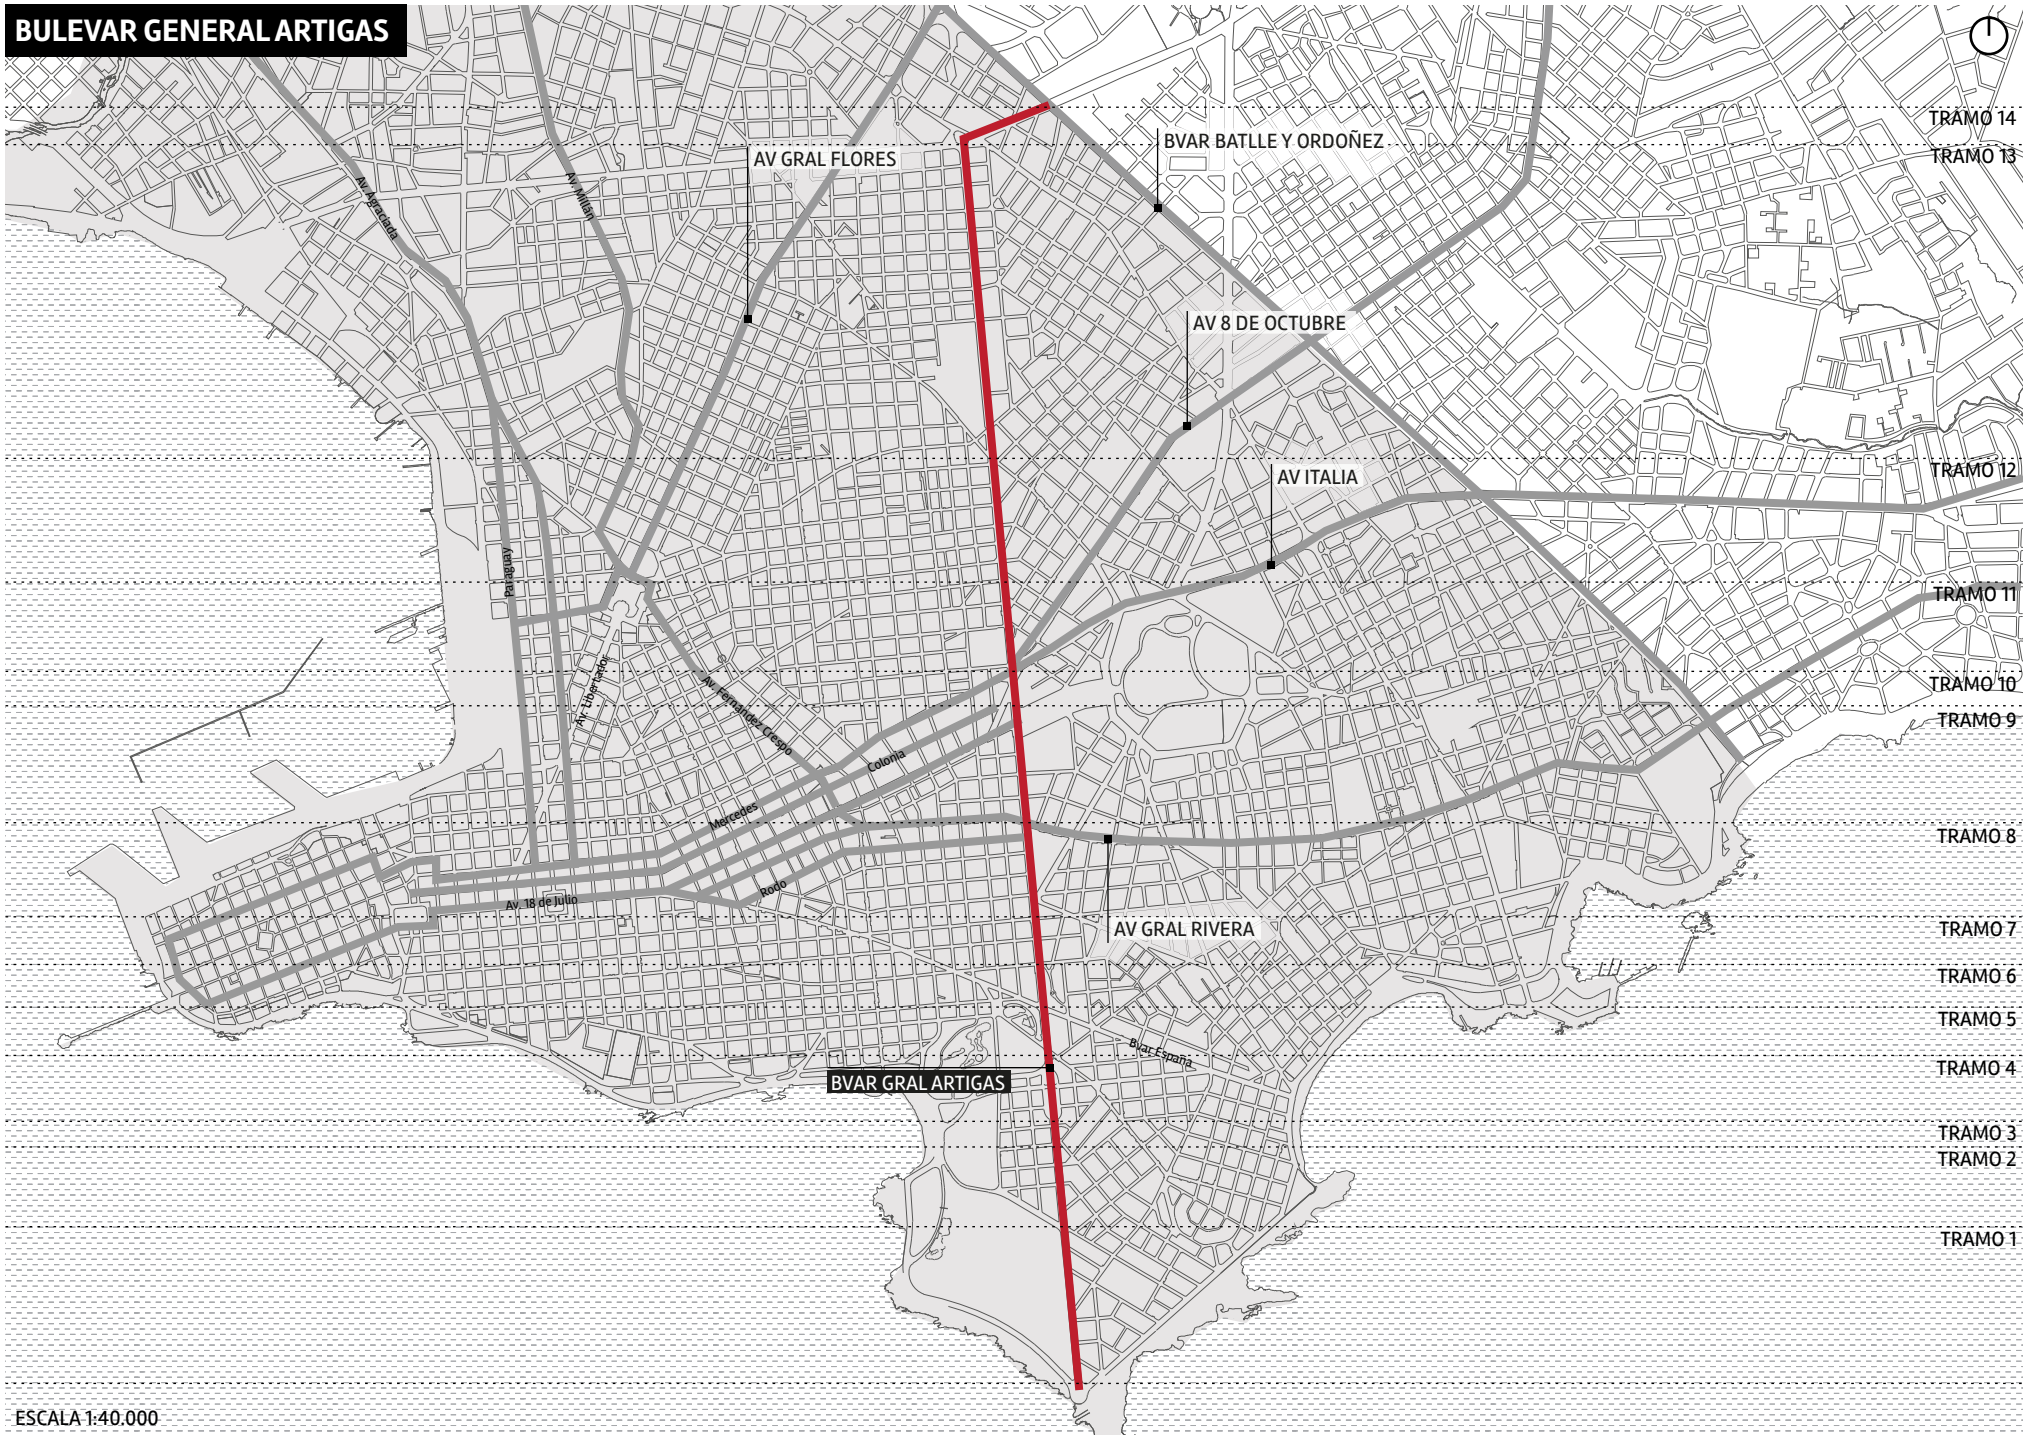 BULEVAR GENERAL ARTIGAS
TRAMO 14
BVAR BATLLE Y ORDOÑEZ
AV GRAL FLORES
TRAMO 13
Av. Agraciada
Av. Millán
AV 8 DE OCTUBRE
TRAMO 12
AV ITALIA
Paraguay
TRAMO 11
Av. Libertador
TRAMO 10
Av. Fernández Crespo
TRAMO 9
Colonia
Mercedes
TRAMO 8
Rodo
Av. 18 de Julio
AV GRAL RIVERA
TRAMO 7
TRAMO 6
TRAMO 5
Bvar España
TRAMO 4
BVAR GRAL ARTIGAS
TRAMO 3
TRAMO 2
TRAMO 1
ESCALA 1:40.000